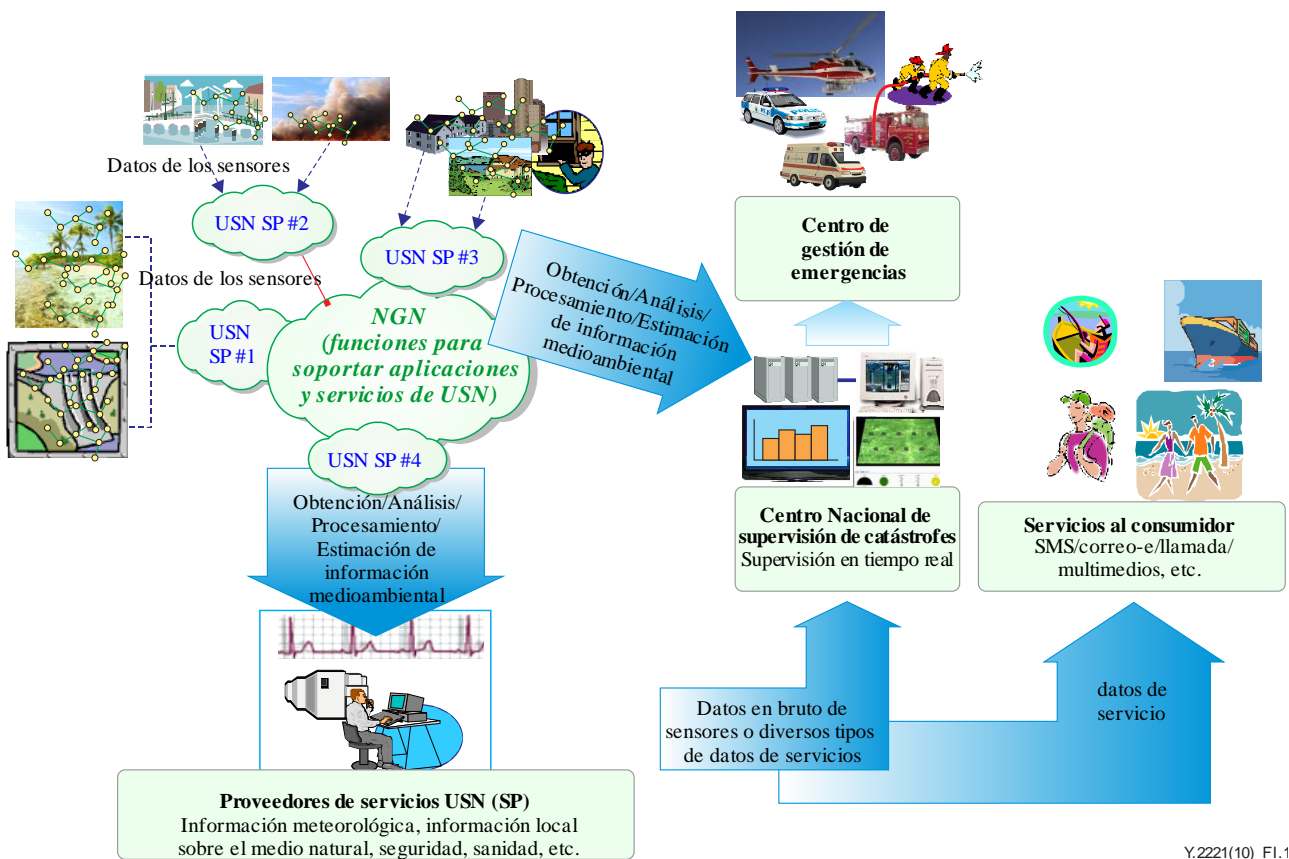 Datos de los sensores
USN SP #2
USN SP #3
Datos de los sensores
USN
SP #1
NGN
(funciones para
soportar aplicaciones
y servicios de USN)
USN SP #4
Obtención/Análisis/
Procesamiento/Estimación
de información
medioambiental
Obtención/Análisis/
Procesamiento/
Estimación de
información
medioambiental
Centro de
gestión de
emergencias
Centro Nacional de
supervisión de catástrofes
Supervisión en tiempo real
Servicios al consumidor
SMS/correo-e/llamada/
multimedios, etc.
Datos en bruto de
sensores o diversos tipos
de datos de servicios
datos de
servicio
Proveedores de servicios USN (SP)
Información meteorológica, información local
sobre el medio natural, seguridad, sanidad, etc.
Y.2221(10)_FI.1